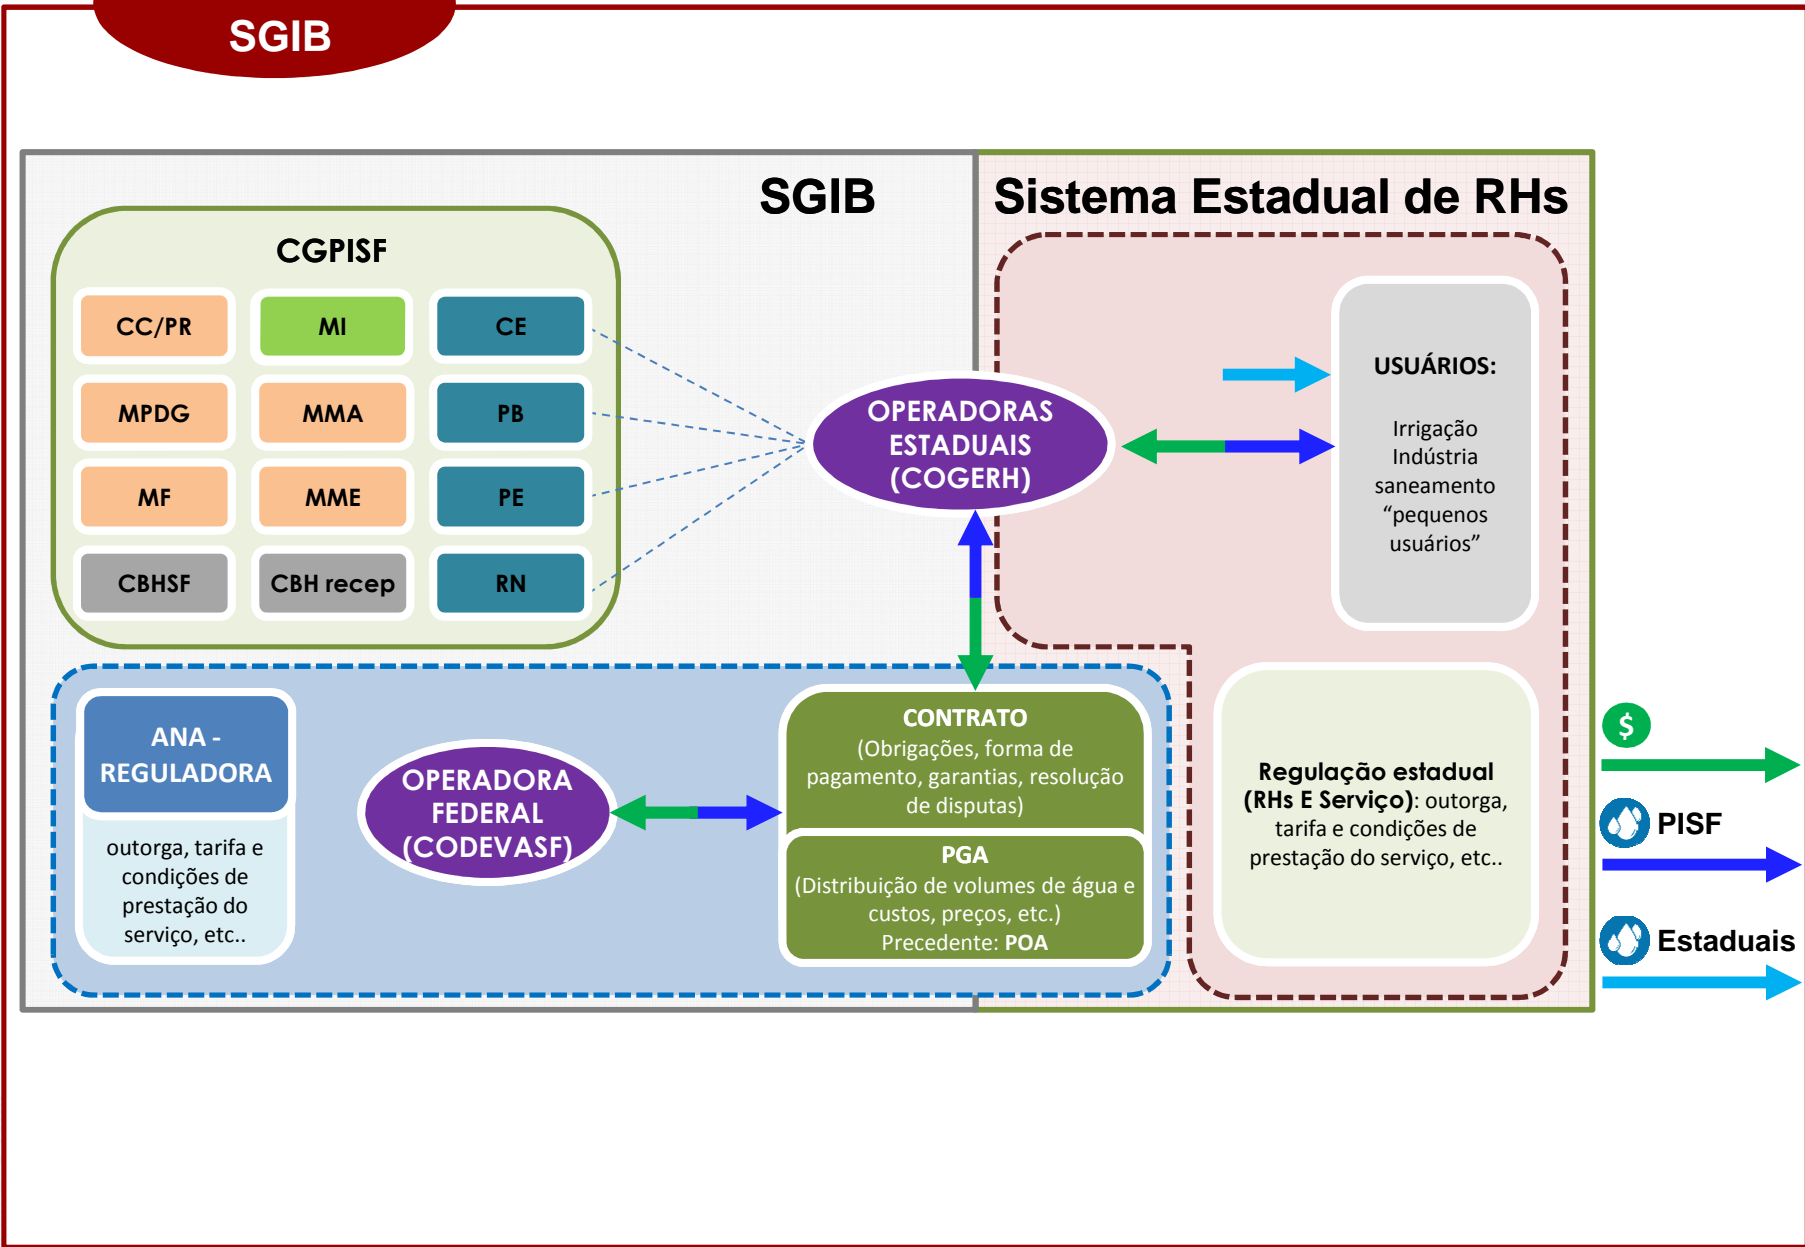 SGIB
SGIB
Sistema Estadual de RHs
CGPISF
CC/PR
MI
CE
MPDG
MMA
PB
MF
MME
PE
CBHSF
CBH recep
RN
OPERADORAS
ESTADUAIS
(COGERH)
USUÁRIOS:
Irrigação
Indústria
saneamento
“pequenos
usuários”
ANA -
REGULADORA
outorga, tarifa e
condições de
prestação do
serviço, etc..
OPERADORA
FEDERAL
(CODEVASF)
CONTRATO
(Obrigações, forma de
pagamento, garantias, resolução
de disputas)
PGA
(Distribuição de volumes de água e
custos, preços, etc.)
Precedente: POA
Regulação estadual
(RHs E Serviço): outorga,
tarifa e condições de
prestação do serviço, etc..
$
PISF
Estaduais